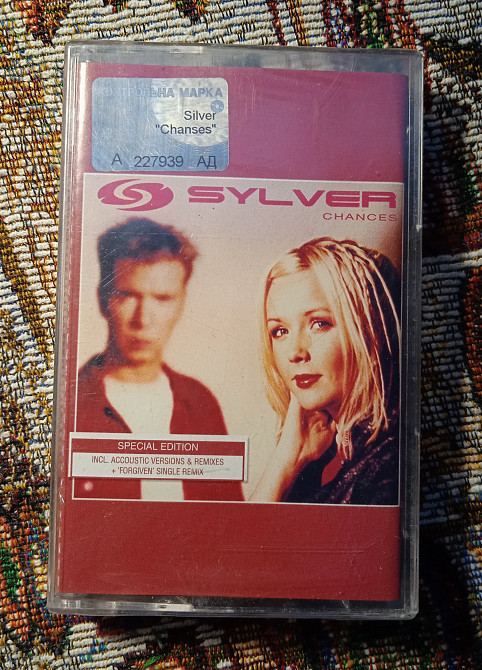 МАРКА
Silver
"Chanses"
А 227939 АД
SYLVER
CHANCES
SPECIAL EDITION
INCL. ACCOUSTIC VERSIONS & REMIXES
+ 'FORGIVEN' SINGLE REMIX